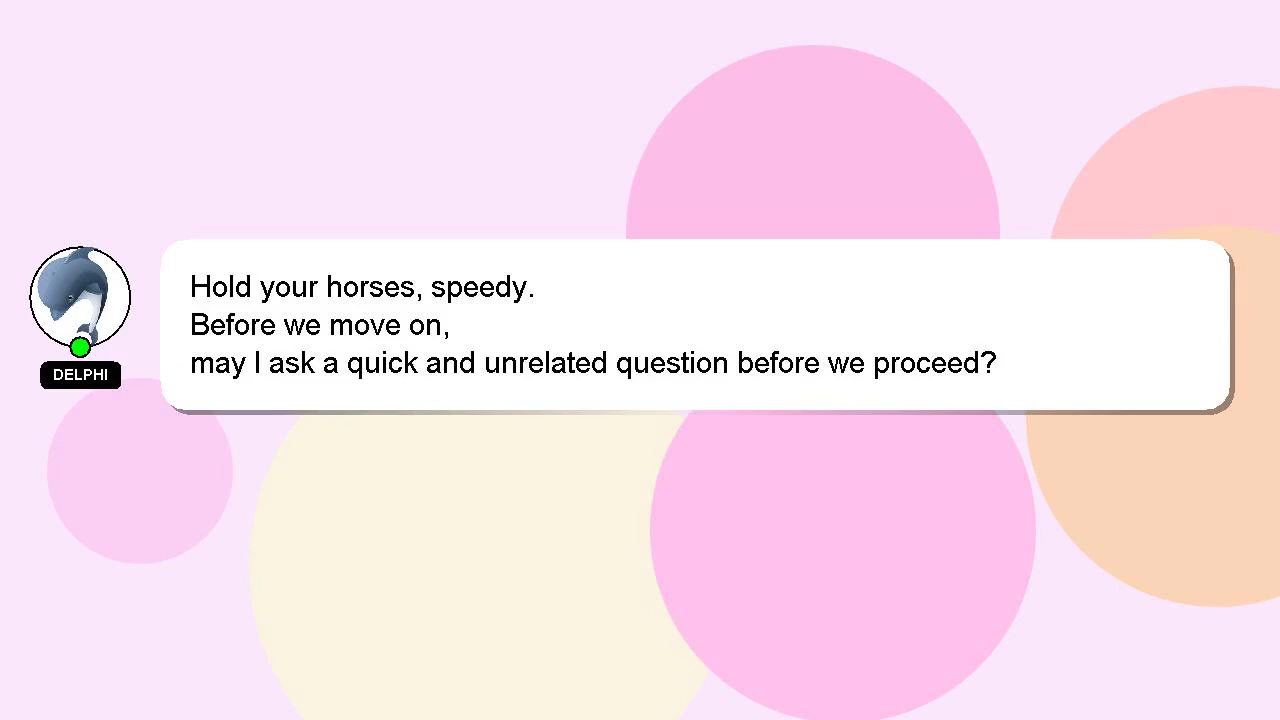 Hold your horses, speedy.
Before we move on,
may I ask a quick and unrelated question before we proceed?
DELPHI